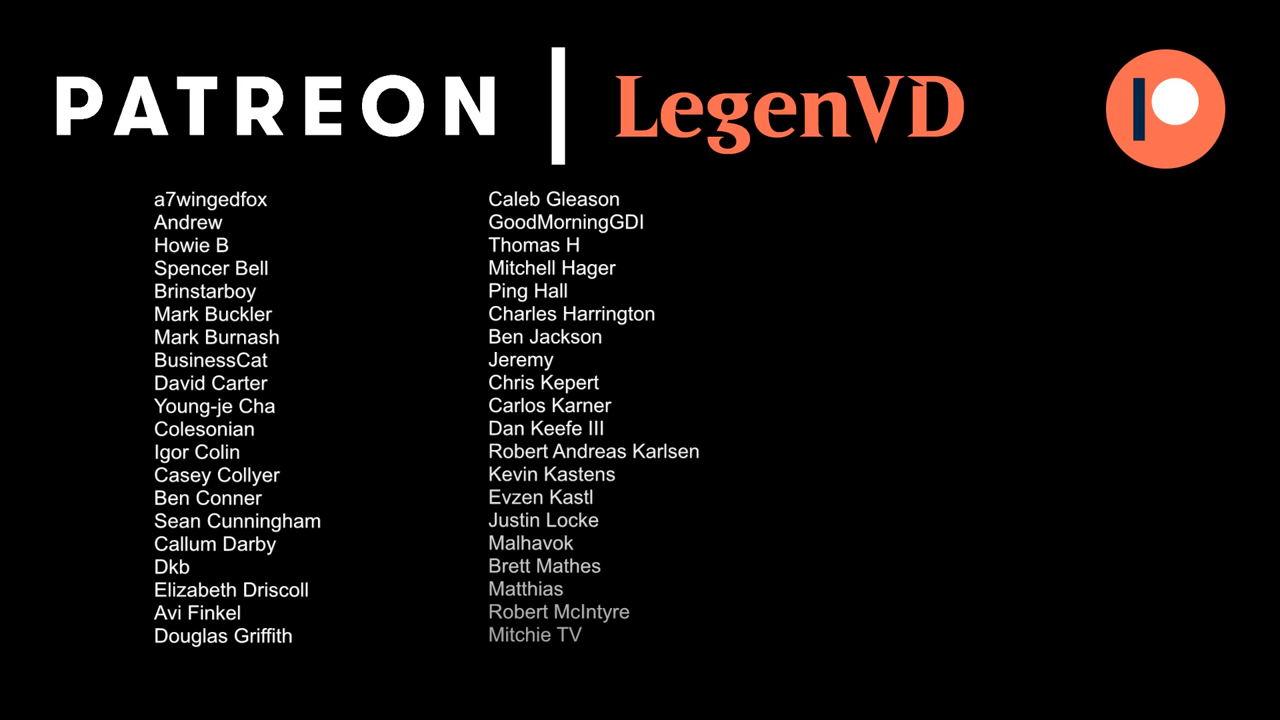 PATREON | LegenVD
a7wingedfox
Andrew
Howie B
Spencer Bell
Brinstarboy
Mark Buckler
Mark Burnash
BusinessCat
David Carter
Young-je Cha
Colesonian
Igor Colin
Casey Collyer
Ben Conner
Sean Cunningham
Callum Darby
Dkb
Elizabeth Driscoll
Avi Finkel
Douglas Griffith
Caleb Gleason
GoodMorningGDI
Thomas H
Mitchell Hager
Ping Hall
Charles Harrington
Ben Jackson
Jeremy
Chris Kepert
Carlos Karner
Dan Keefe III
Robert Andreas Karlsen
Kevin Kastens
Evzen Kastl
Justin Locke
Malhavok
Brett Mathes
Matthias
Robert McIntyre
Mitchie TV